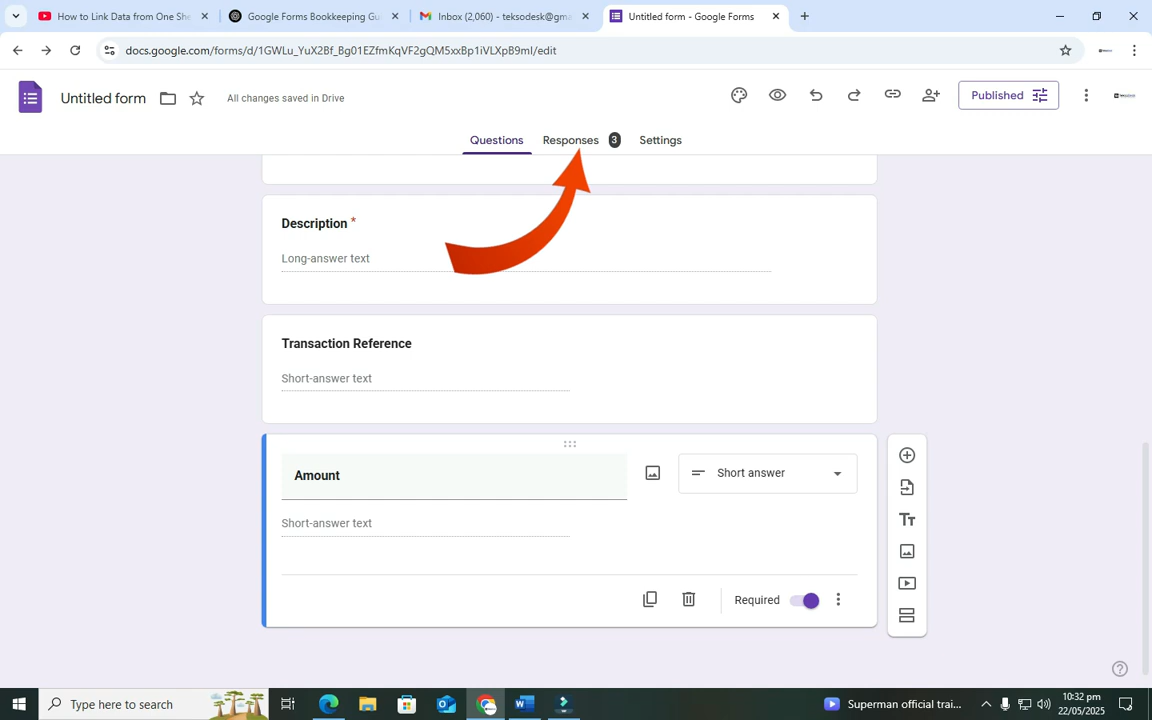 How to Link Data from One She
Google Forms Bookkeeping Gui
Inbox (2,060) - teksodesk@gma
Untitled form - Google Forms
docs.google.com/forms/d/1GWLu_YuX2Bf_Bg01EZfmKqVF2gQM5xxBp1iVLXpB9mI/edit
Untitled form
All changes saved in Drive
Published
Questions
Responses 3
Settings
Description *
Long-answer text
Transaction Reference
Short-answer text
Amount
Short answer
Short-answer text
Required
Type here to search
Superman official trai...
10:32 pm
22/05/2025